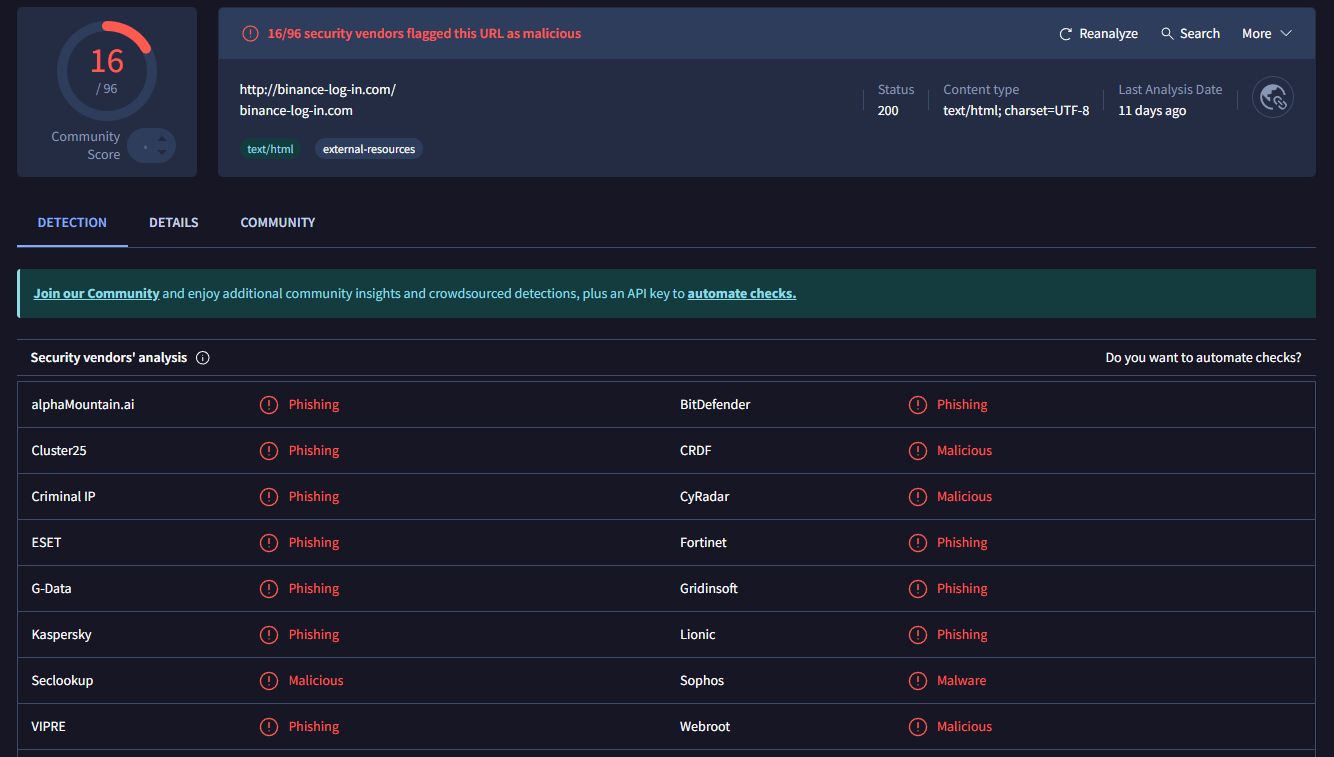 16
/ 96
Community
Score
16/96 security vendors flagged this URL as malicious
Reanalyze Search More
http://binance-log-in.com/
binance-log-in.com
text/html external-resources
Status
200
Content type
text/html; charset=UTF-8
Last Analysis Date
11 days ago
DETECTION DETAILS COMMUNITY
Join our Community and enjoy additional community insights and crowdsourced detections, plus an API key to automate checks.
Security vendors' analysis Do you want to automate checks?
alphaMountain.ai Phishing BitDefender Phishing
Cluster25 Phishing CRDF Malicious
Criminal IP Phishing CyRadar Malicious
ESET Phishing Fortinet Phishing
G-Data Phishing Gridinsoft Phishing
Kaspersky Phishing Lionic Phishing
Seclookup Malicious Sophos Malware
VIPRE Phishing Webroot Malicious